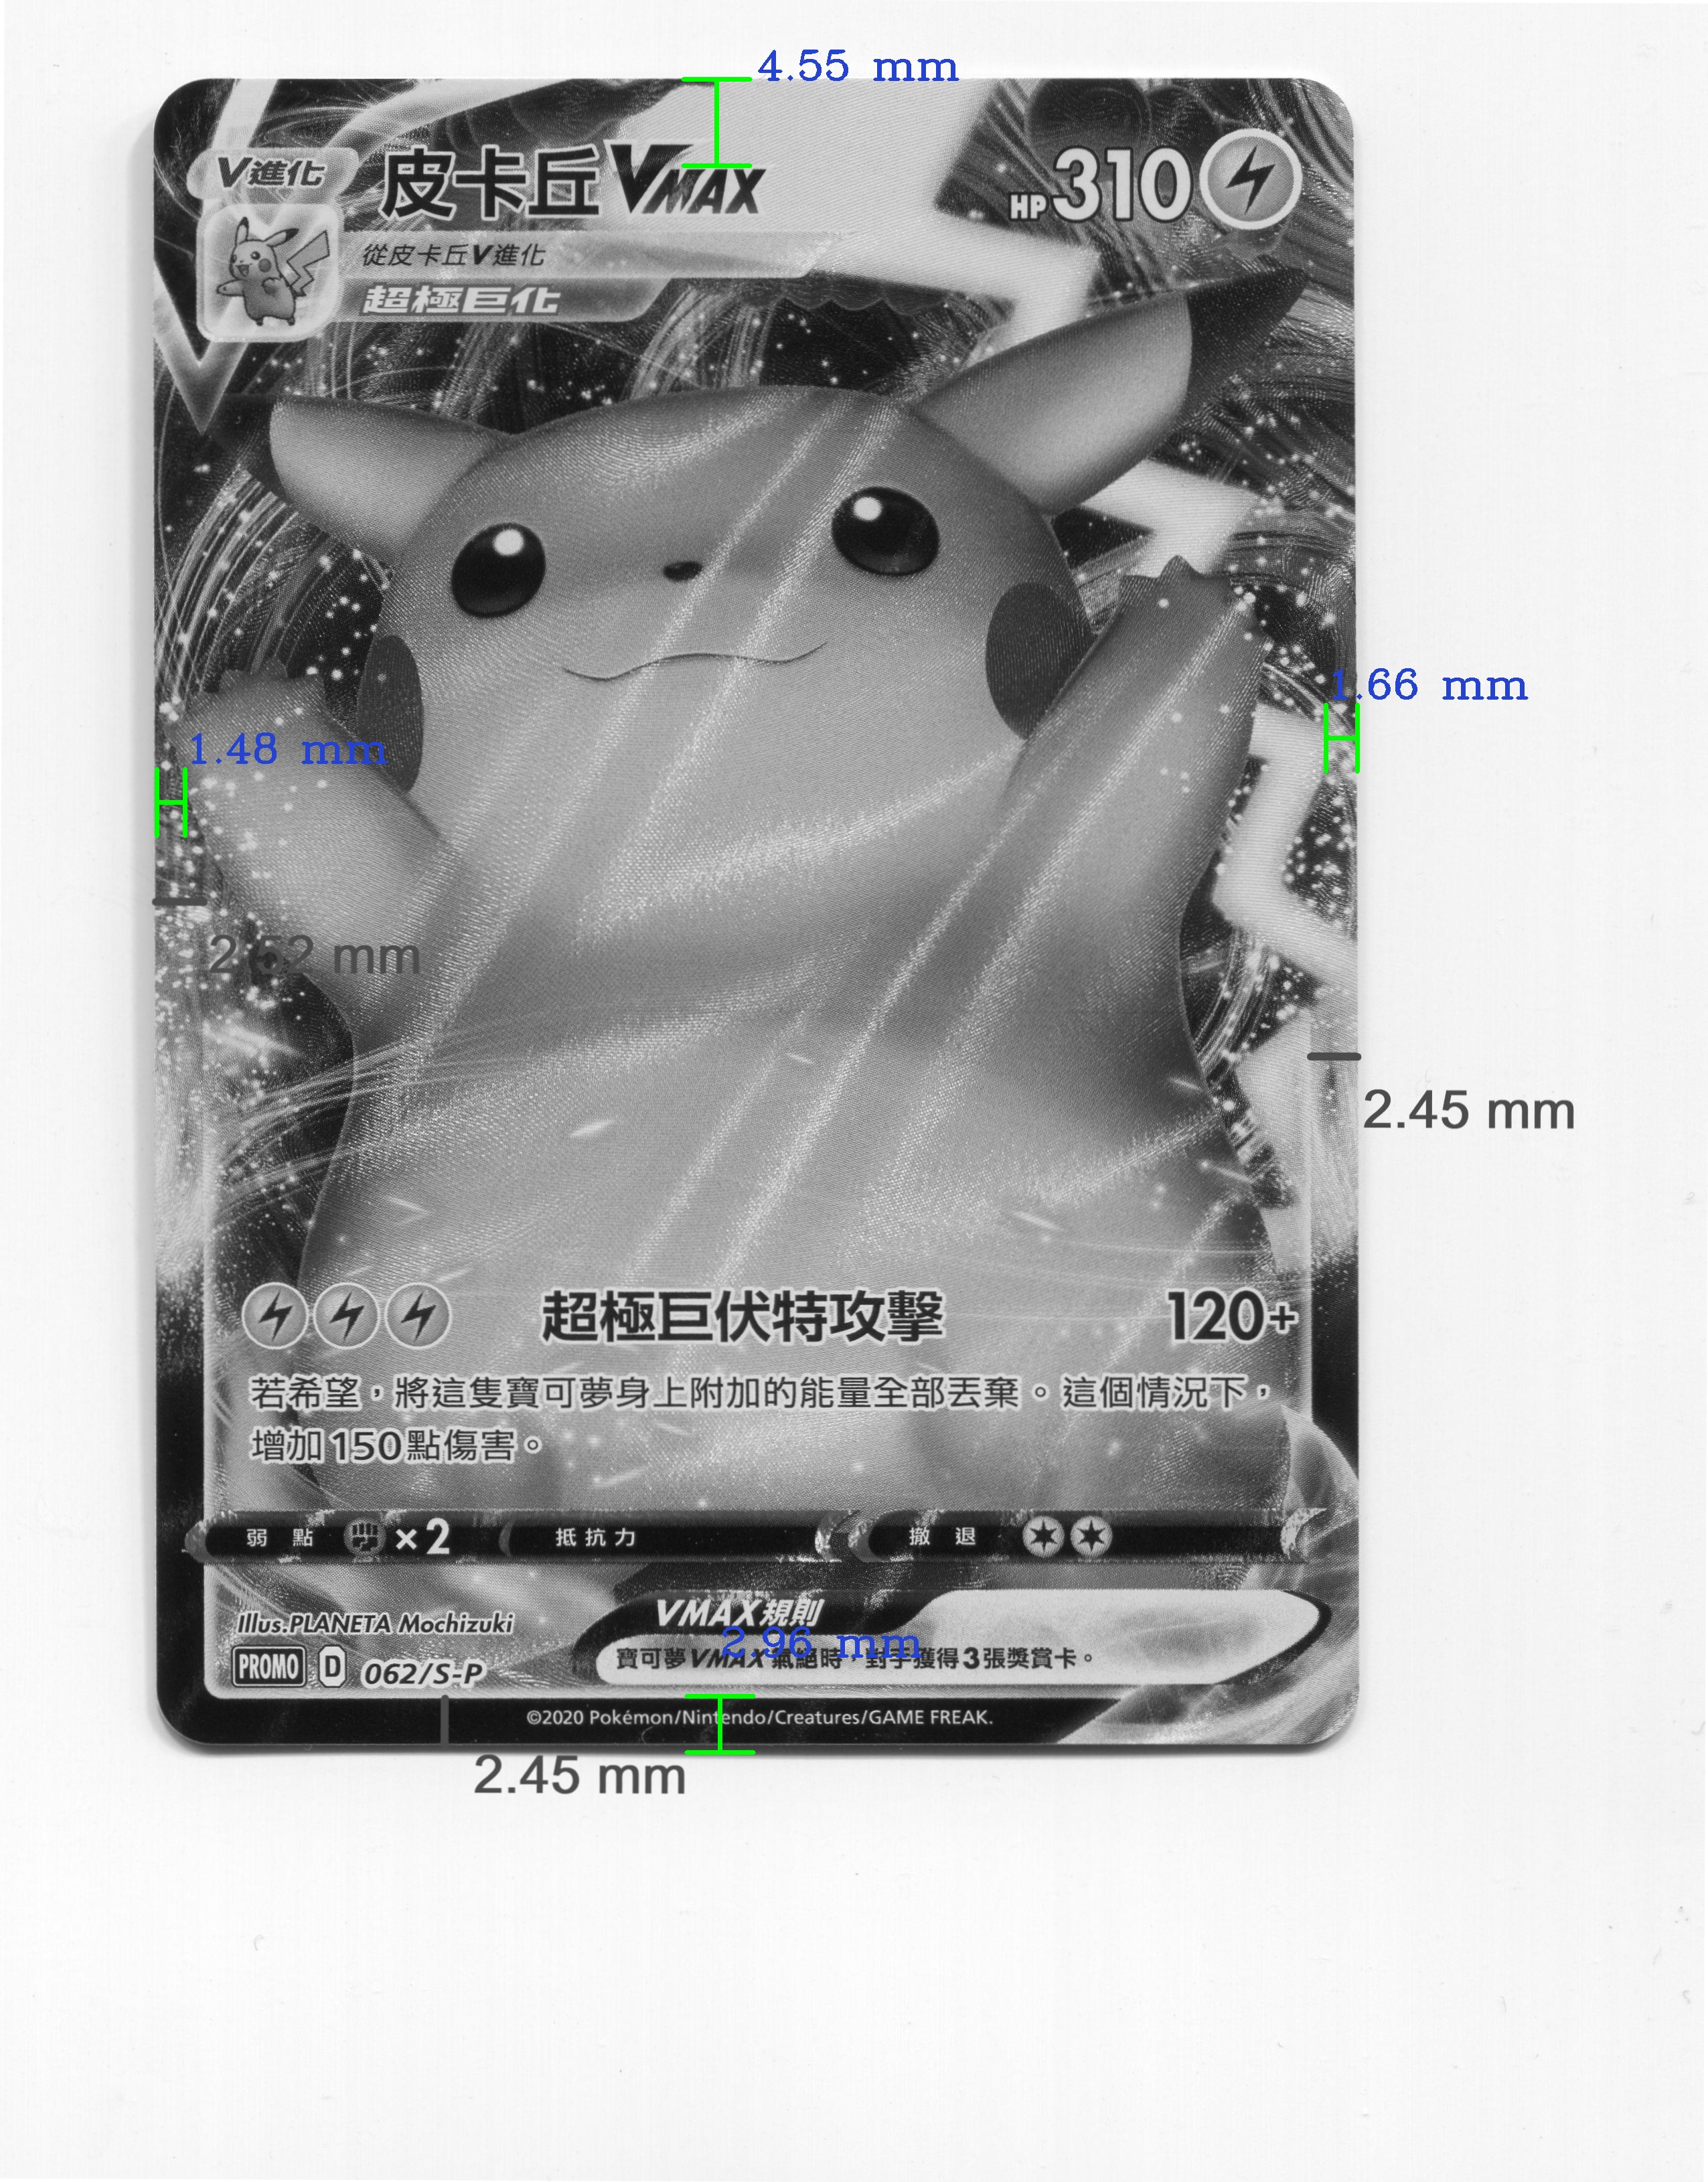 4.55 mm
V進化
皮卡丘VMAX
HP310
從皮卡丘V進化
超極巨化
1.66 mm
1.48 mm
2.52 mm
2.45 mm
超極巨伏特攻擊 120+
若希望，將這隻寶可夢身上附加的能量全部丟棄。這個情況下，
增加150點傷害。
弱點 ×2 抵抗力 撤退
Illus.PLANETA Mochizuki
VMAX規則
2.96 mm
寶可夢VMAX氣絕時，對手獲得3張獎賞卡。
PROMO D 062/S-P
©2020 Pokémon/Nintendo/Creatures/GAME FREAK.
2.45 mm